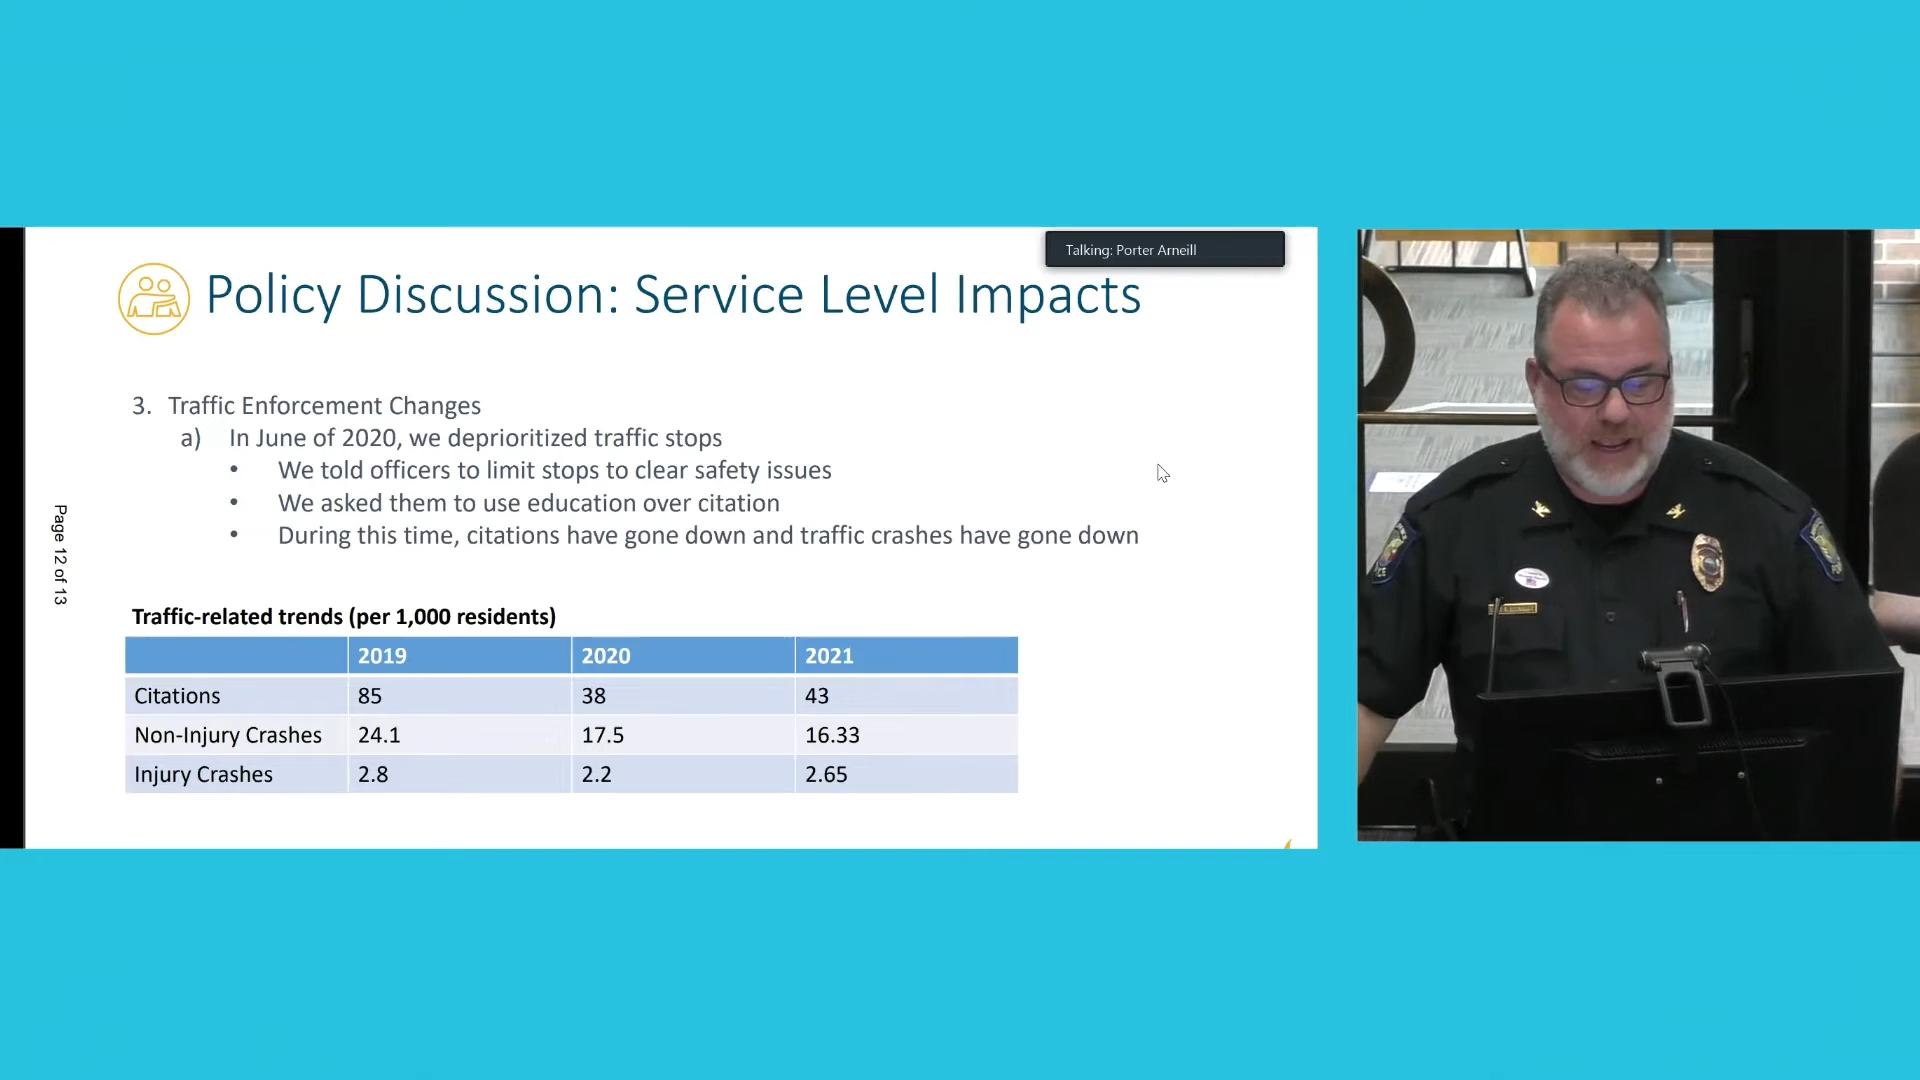 Talking: Porter Arneill
Policy Discussion: Service Level Impacts
3. Traffic Enforcement Changes
a) In June of 2020, we deprioritized traffic stops
• We told officers to limit stops to clear safety issues
• We asked them to use education over citation
• During this time, citations have gone down and traffic crashes have gone down
Page 12 of 13
Traffic-related trends (per 1,000 residents)
2019 2020 2021
Citations 85 38 43
Non-Injury Crashes 24.1 17.5 16.33
Injury Crashes 2.8 2.2 2.65